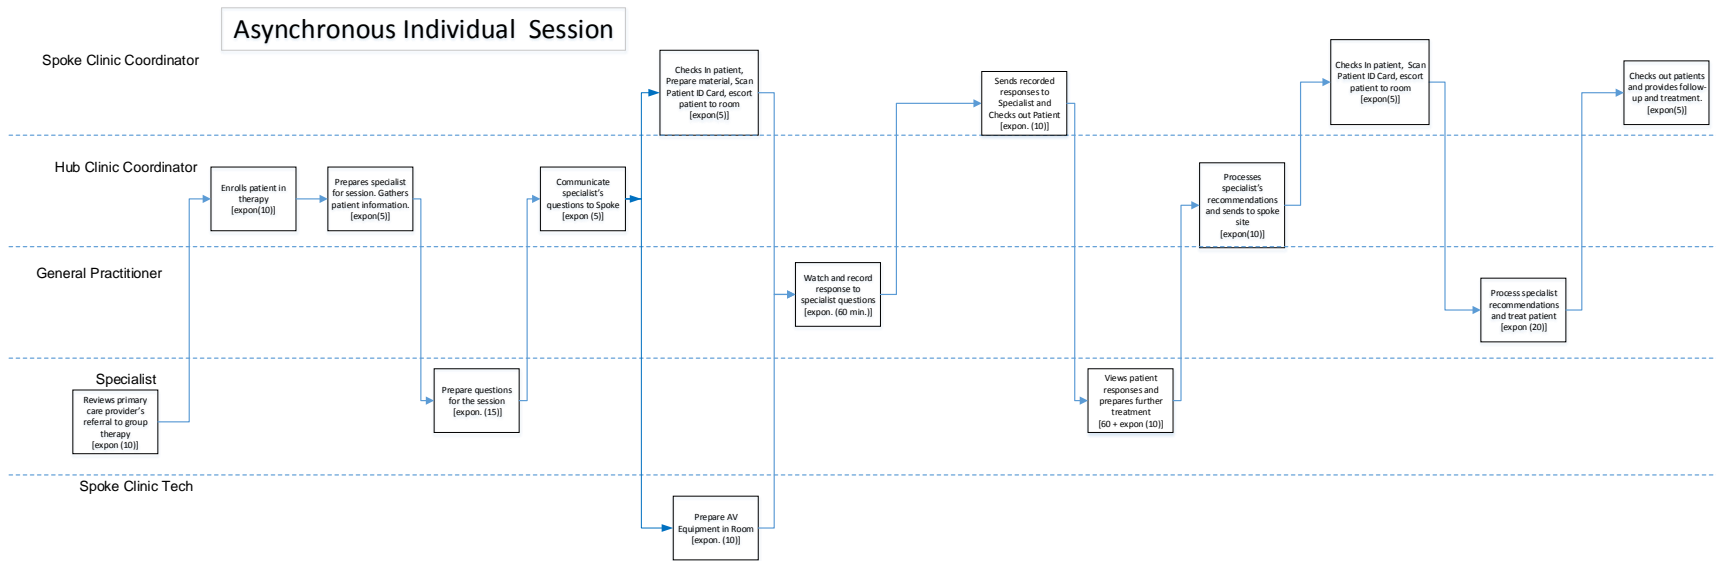 Asynchronous Individual  Session
Spoke Clinic Coordinator
Checks In patient,
Prepare material, Scan
Patient ID Card, escort
patient to room
[expon(5)]
Sends recorded
responses to
Specialist and
Checks out Patient
[expon. (10)]
Checks In patient,  Scan
Patient ID Card, escort
patient to room
[expon(5)]
Checks out patients
and provides follow-
up and treatment.
[expon(5)]
Hub Clinic Coordinator
Enrolls patient in
therapy
[expon(10)]
Prepares specialist
for session. Gathers
patient information.
[expon(5)]
Communicate
specialist's
questions to Spoke
[expon (5)]
Processes
specialist's
recommendations
and sends to spoke
site
[expon(10)]
General Practitioner
Watch and record
response to
specialist questions
[expon. (60 min.)]
Process specialist
recommendations
and treat patient
[expon (20)]
Specialist
Reviews primary
care provider's
referral to group
therapy
[expon (10)]
Prepare questions
for the session
[expon. (15)]
Views patient
responses and
prepares further
treatment
[60 + expon (10)]
Spoke Clinic Tech
Prepare AV
Equipment in Room
[expon. (10)]